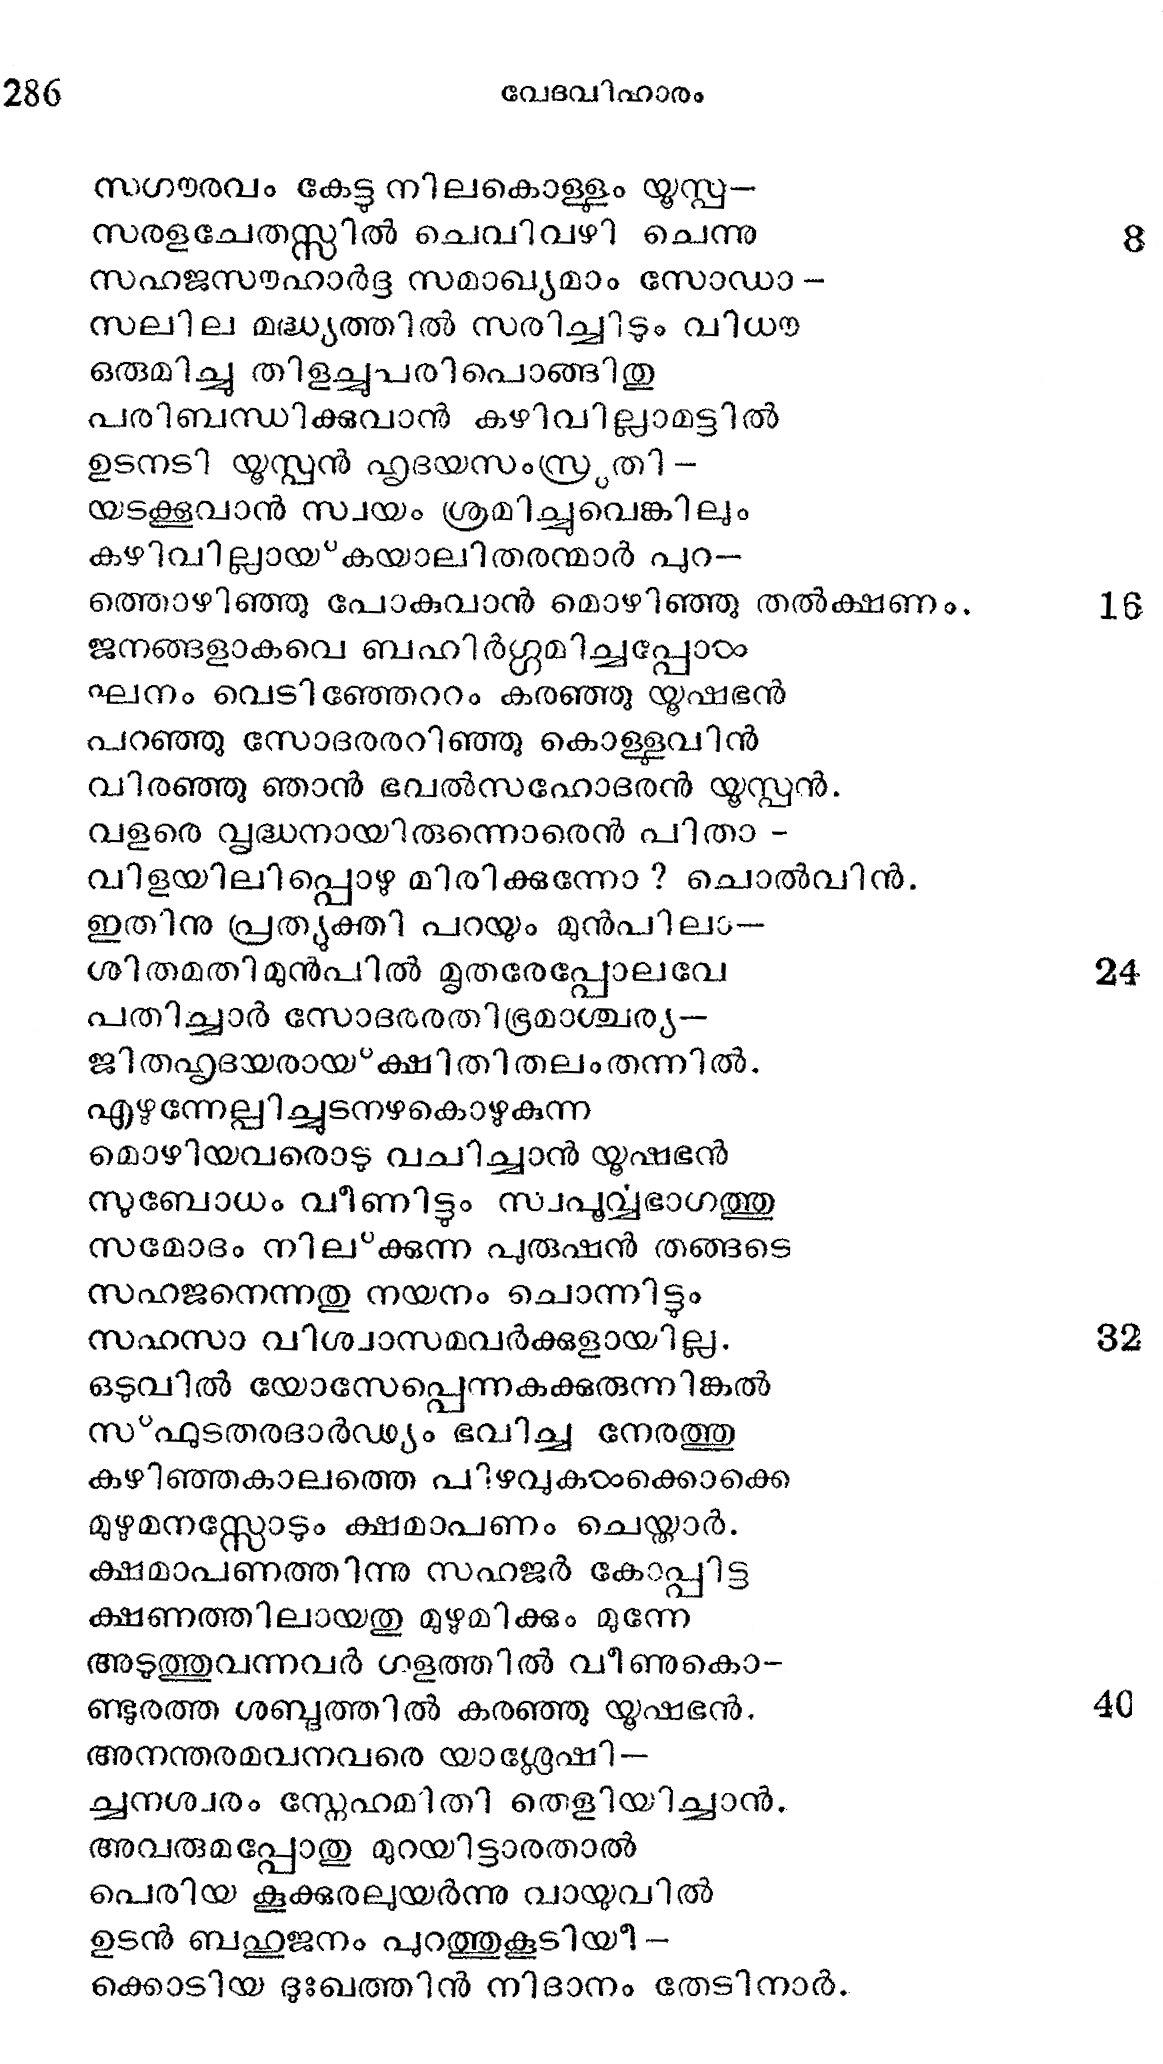 286 വേദവിഹാരം
സഗൗരവം കേട്ടു നിലകൊള്ളും യൂസ്പ—
സരളചേതസ്സിൽ ചെവിവഴി ചെന്നു 8
സഹജസൗഹാർദ്ദ സമാഖ്യമാം സോഡാ—
സലില മദ്ധ്യത്തിൽ സരിച്ചിടും വിധൗ
ഒരുമിച്ചു തിളച്ചുപരിപൊങ്ങിതു
പരിബന്ധിക്കുവാൻ കഴിവില്ലാമട്ടിൽ
ഉടനടി യൂസ്പൻ ഹൃദയസംസ്രുതി—
യടക്കുവാൻ സ്വയം ശ്രമിച്ചുവെങ്കിലും
കഴിവില്ലായ്കയാലിതരന്മാർ പുറ—
ത്തൊഴിഞ്ഞു പോകുവാൻ മൊഴിഞ്ഞു തൽക്ഷണം. 16
ജനങ്ങളാകവെ ബഹിർഗ്ഗമിച്ചപ്പോൾ
ഘനം വെടിഞ്ഞേററം കരഞ്ഞു യൂഷഭൻ
പറഞ്ഞു സോദരരറിഞ്ഞു കൊള്ളുവിൻ
വിരഞ്ഞു ഞാൻ ഭവൽസഹോദരൻ യൂസ്പൻ.
വളരെ വൃദ്ധനായിരുന്നൊരെൻ പിതാ—
വിളയിലിപ്പൊഴു മിരിക്കുന്നോ? ചൊൽവിൻ.
ഇതിനു പ്രത്യുക്തി പറയും മുൻപിലാ—
ശിതമതിമുൻപിൽ മൃതരേപ്പോലവേ 24
പതിച്ചാർ സോദരരതിഭ്രമാശ്ചര്യ—
ജിതഹൃദയരായ്ക്ഷിതിതലംതന്നിൽ.
എഴുന്നേല്പിച്ചുടനഴകൊഴുകുന്ന
മൊഴിയവരൊടു വചിച്ചാൻ യൂഷഭൻ
സുബോധം വീണിട്ടും സ്വപൂർവ്വഭാഗത്തു
സമോദം നില്ക്കുന്ന പുരുഷൻ തങ്ങടെ
സഹജനെന്നതു നയനം ചൊന്നിട്ടും
സഹസാ വിശ്വാസമവർക്കുളായില്ല. 32
ഒടുവിൽ യോസേപ്പെന്നകക്കുരുന്നിങ്കൽ
സ്ഫുടതരദാർഢ്യം ഭവിച്ച നേരത്തു
കഴിഞ്ഞകാലത്തെ പിഴവുകൾക്കൊക്കെ
മുഴുമനസ്സോടും ക്ഷമാപണം ചെയ്താർ.
ക്ഷമാപണത്തിന്നു സഹജർ കോപ്പിട്ട
ക്ഷണത്തിലായതു മുഴുമിക്കും മുന്നേ
അടുത്തുവന്നവർ ഗളത്തിൽ വീണുകൊ—
ണ്ടുരത്ത ശബ്ദത്തിൽ കരഞ്ഞു യൂഷഭൻ. 40
അനന്തരമവനവരെ യാശ്ലേഷി—
ച്ചനശ്വരം സ്നേഹമിതി തെളിയിച്ചാൻ.
അവരുമപ്പോതു മുറയിട്ടാരതാൽ
പെരിയ കൂക്കുരലുയർന്നു വായുവിൽ
ഉടൻ ബഹുജനം പുറത്തുകൂടിയീ—
ക്കൊടിയ ദുഃഖത്തിൻ നിദാനം തേടിനാർ.